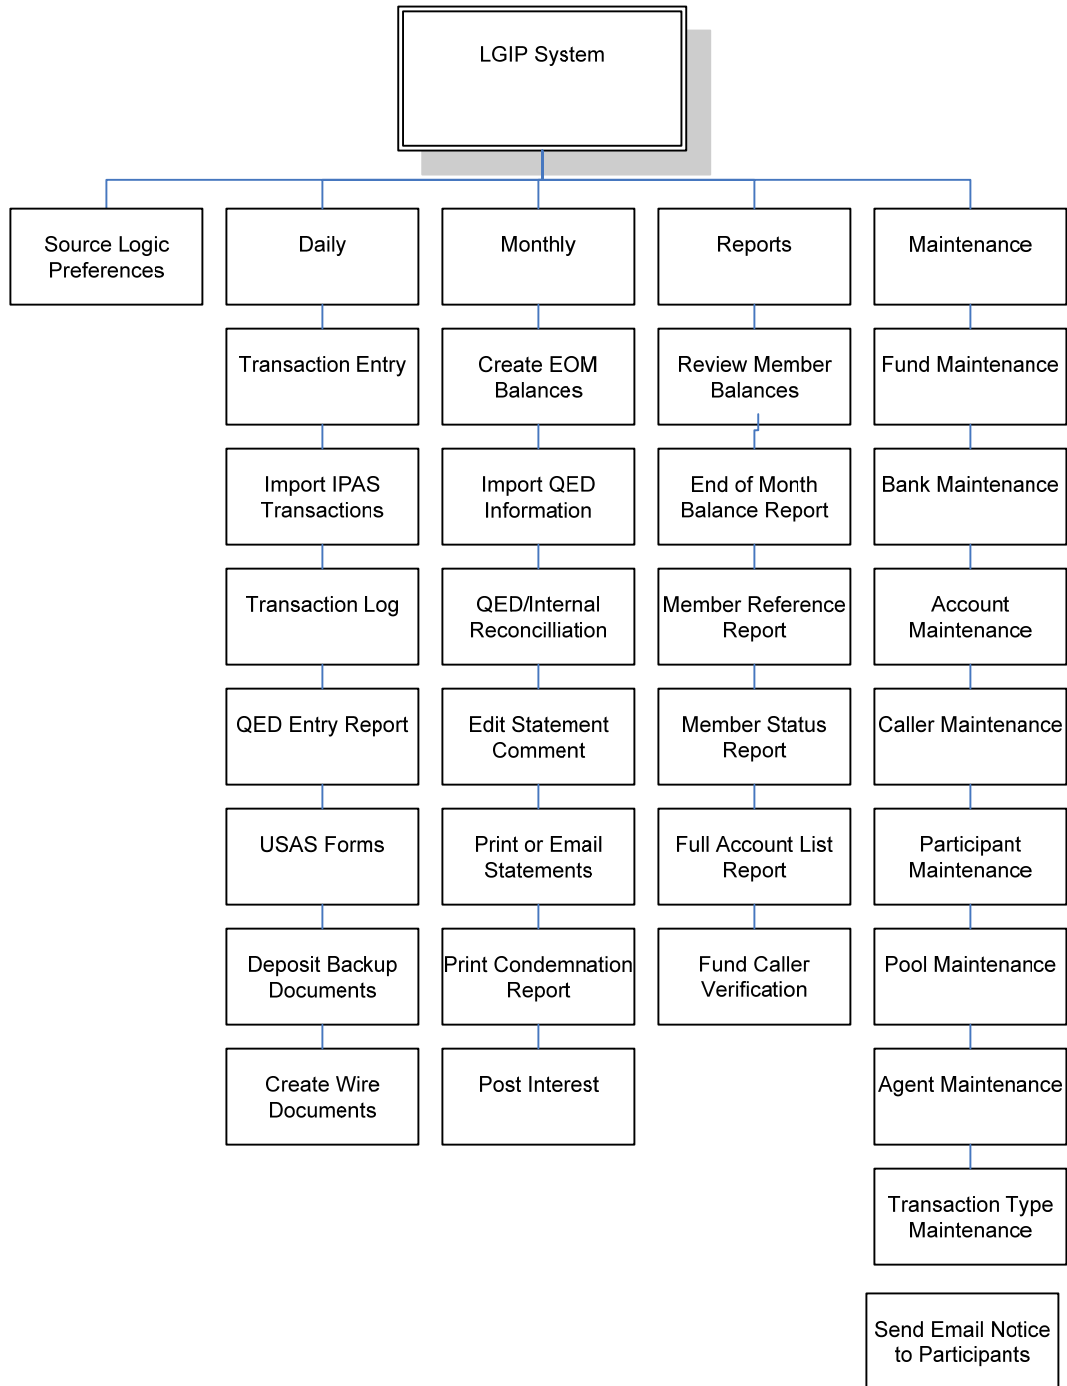 LGIP System
Source Logic
Preferences
Daily
Monthly
Reports
Maintenance
Transaction Entry
Create EOM
Balances
Review Member
Balances
Fund Maintenance
Import IPAS
Transactions
Import QED
Information
End of Month
Balance Report
Bank Maintenance
Transaction Log
QED/Internal
Reconcilliation
Member Reference
Report
Account
Maintenance
QED Entry Report
Edit Statement
Comment
Member Status
Report
Caller Maintenance
USAS Forms
Print or Email
Statements
Full Account List
Report
Participant
Maintenance
Deposit Backup
Documents
Print Condemnation
Report
Fund Caller
Verification
Pool Maintenance
Create Wire
Documents
Post Interest
Agent Maintenance
Transaction Type
Maintenance
Send Email Notice
to Participants